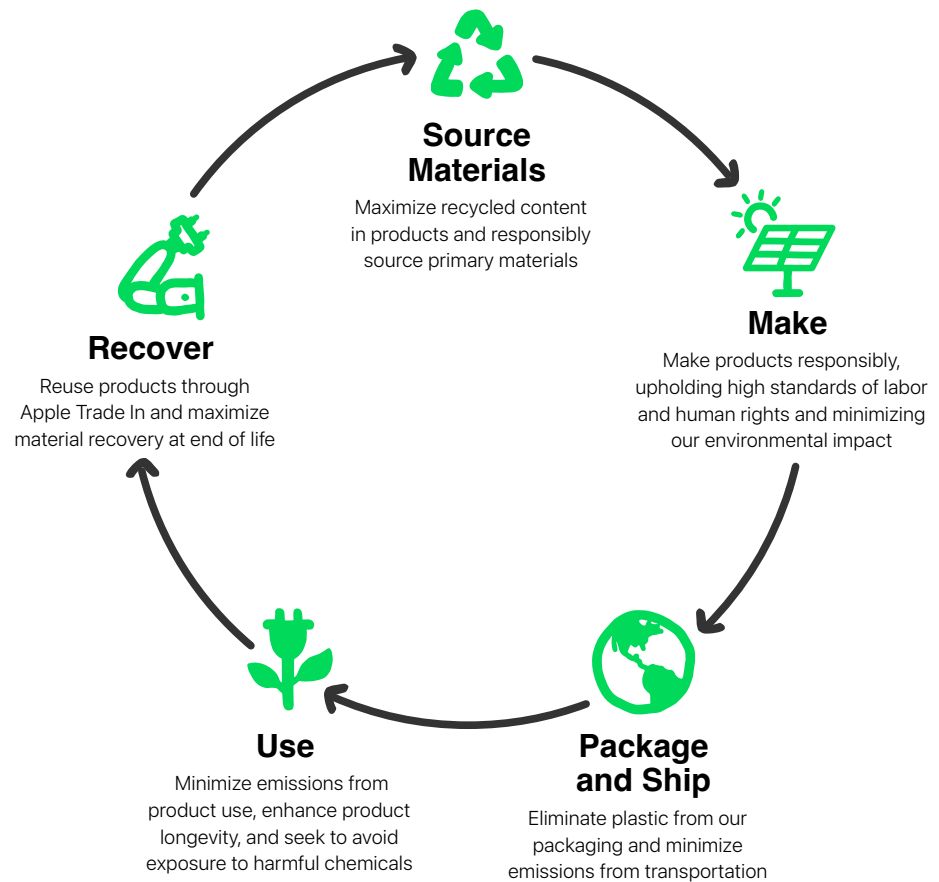 Source
Materials
Maximize recycled content
in products and responsibly
source primary materials
Make
Make products responsibly,
upholding high standards of labor
and human rights and minimizing
our environmental impact
Package
and Ship
Eliminate plastic from our
packaging and minimize
emissions from transportation
Use
Minimize emissions from
product use, enhance product
longevity, and seek to avoid
exposure to harmful chemicals
Recover
Reuse products through
Apple Trade In and maximize
material recovery at end of life